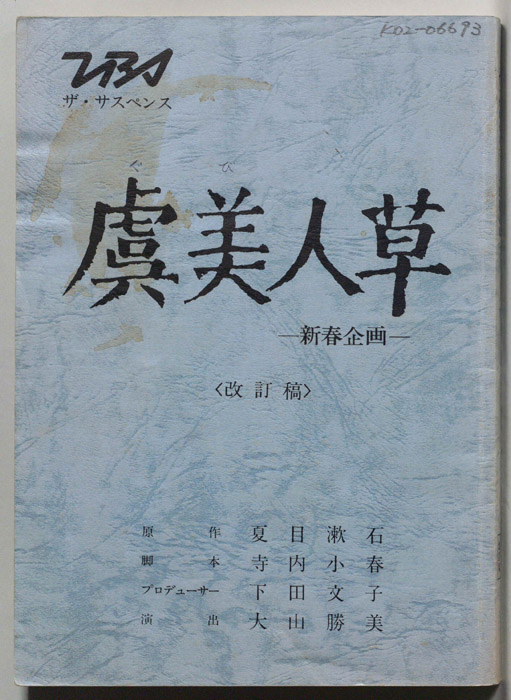 K02-06693
TBS
ザ・サスペンス
虞美人草
―新春企画―
〈改訂稿〉
原作 夏目漱石
脚本 寺内小春
プロデューサー 下田文子
演出 大山勝美